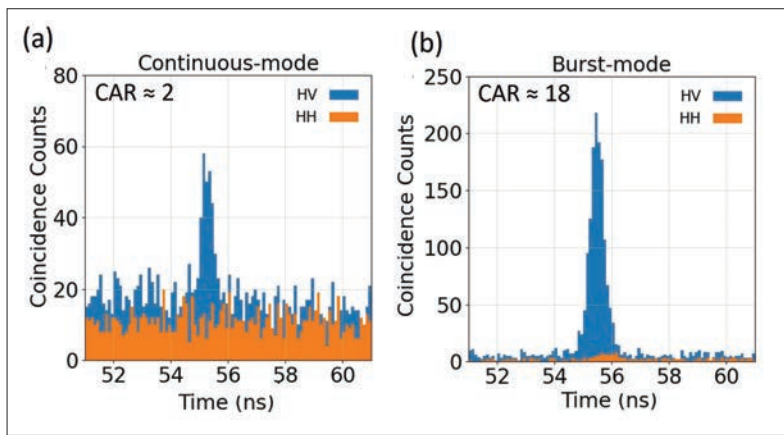 (a)
Continuous-mode
CAR ≈ 2
HV
HH
Coincidence Counts
80
60
40
20
0
52
54
56
58
60
Time (ns)
(b)
Burst-mode
CAR ≈ 18
HV
HH
Coincidence Counts
250
200
150
100
50
0
52
54
56
58
60
Time (ns)